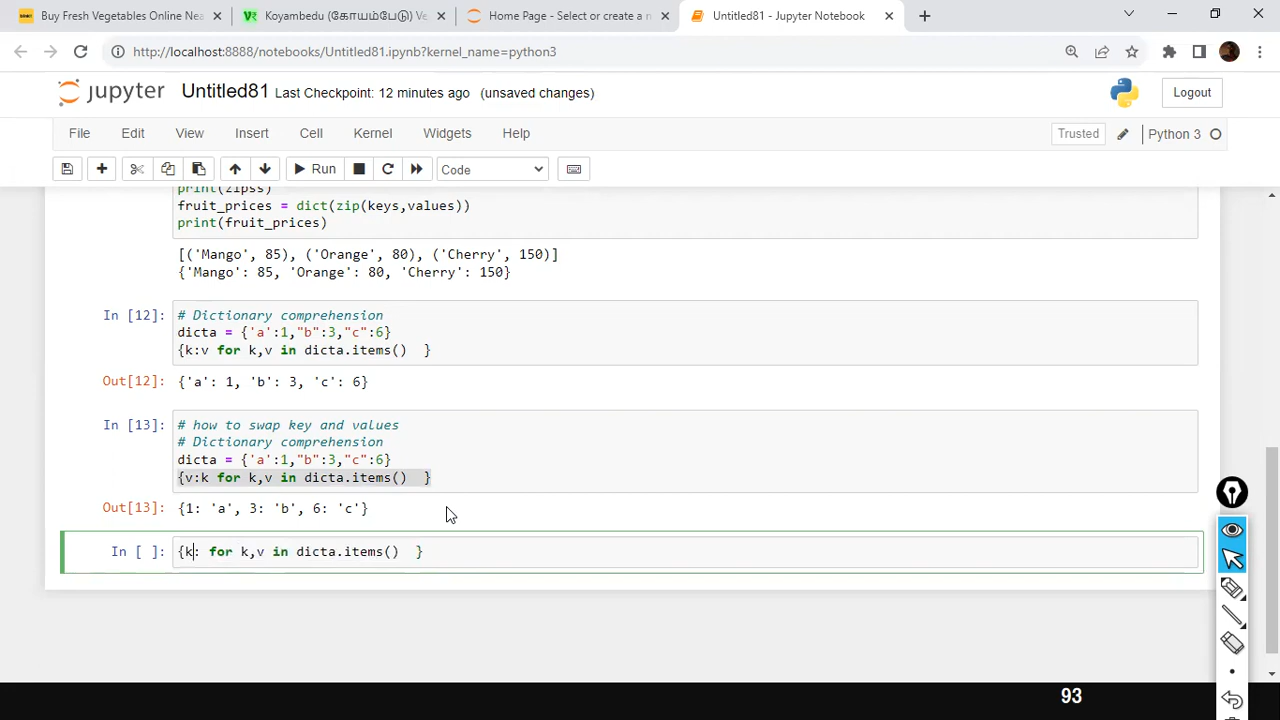 Buy Fresh Vegetables Online Nea
Koyambedu (கோயம்பேடு) V
Home Page - Select or create a n
Untitled81 - Jupyter Notebook
http://localhost:8888/notebooks/Untitled81.ipynb?kernel_name=python3
jupyter Untitled81 Last Checkpoint: 12 minutes ago (unsaved changes)
Logout
File Edit View Insert Cell Kernel Widgets Help
Trusted Python 3
Run Code
print(zipss)
fruit_prices = dict(zip(keys,values))
print(fruit_prices)
[('Mango', 85), ('Orange', 80), ('Cherry', 150)]
{'Mango': 85, 'Orange': 80, 'Cherry': 150}
In [12]: # Dictionary comprehension
dicta = {'a':1,"b":3,"c":6}
{k:v for k,v in dicta.items()  }
Out[12]: {'a': 1, 'b': 3, 'c': 6}
In [13]: # how to swap key and values
# Dictionary comprehension
dicta = {'a':1,"b":3,"c":6}
{v:k for k,v in dicta.items()  }
Out[13]: {1: 'a', 3: 'b', 6: 'c'}
In [ ]: {k: for k,v in dicta.items()  }
93